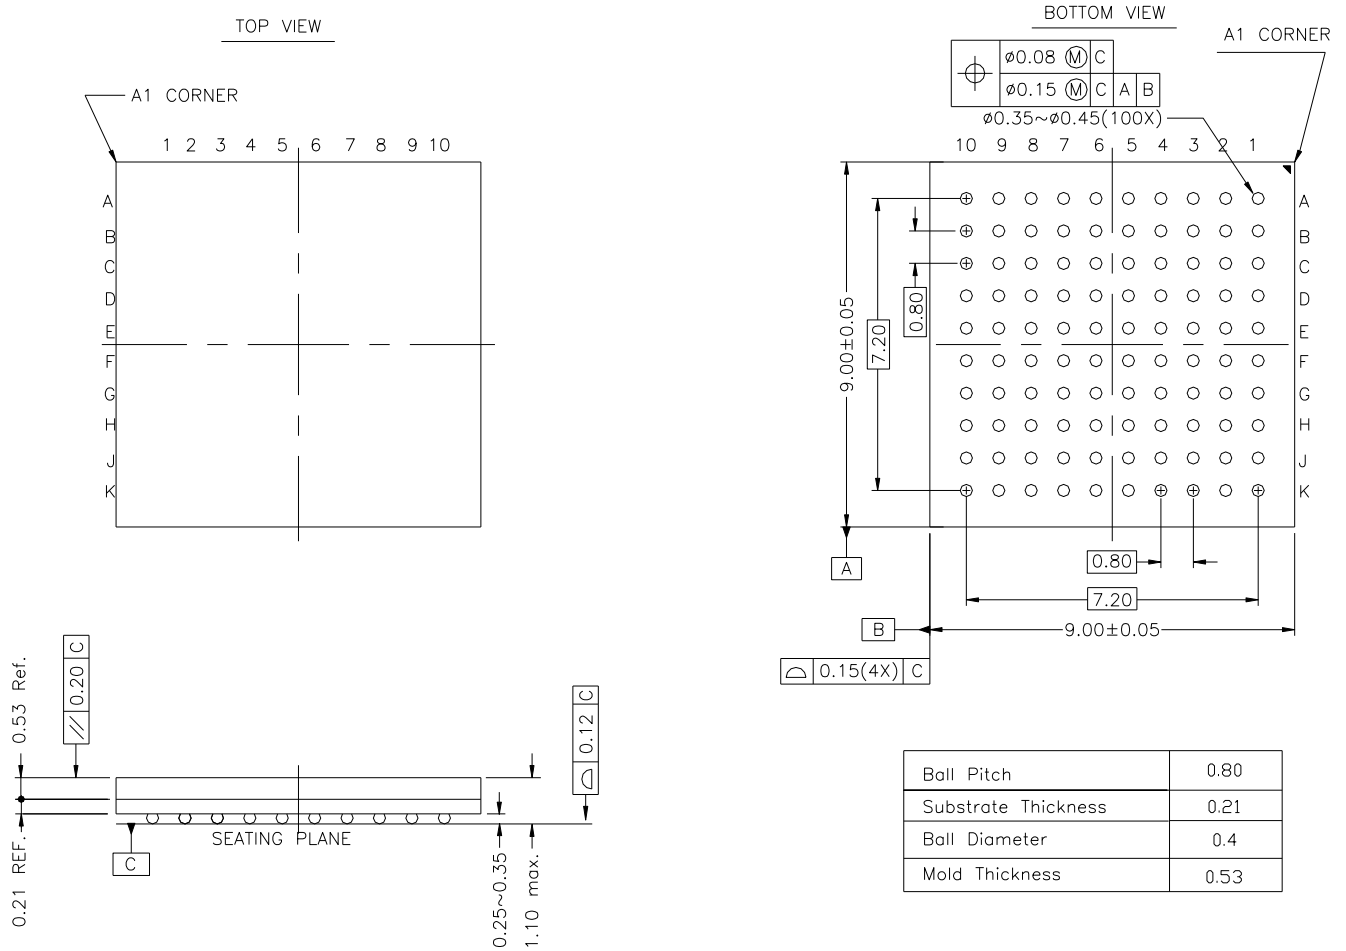 TOP VIEW
A1 CORNER
1 2 3 4 5 6 7 8 9 10
A
B
C
D
E
F
G
H
J
K
BOTTOM VIEW
A1 CORNER
⌀0.08 Ⓜ C
⌀0.15 Ⓜ C A B
⌀0.35~⌀0.45(100X)
10 9 8 7 6 5 4 3 2 1
A
B
C
D
E
F
G
H
J
K
9.00±0.05
7.20
0.80
A
0.80
7.20
B
9.00±0.05
0.15(4X) C
0.53 Ref.
0.21 REF.
// 0.20 C
0.12 C
SEATING PLANE
C
0.25~0.35
1.10 max.
Ball Pitch 0.80
Substrate Thickness 0.21
Ball Diameter 0.4
Mold Thickness 0.53